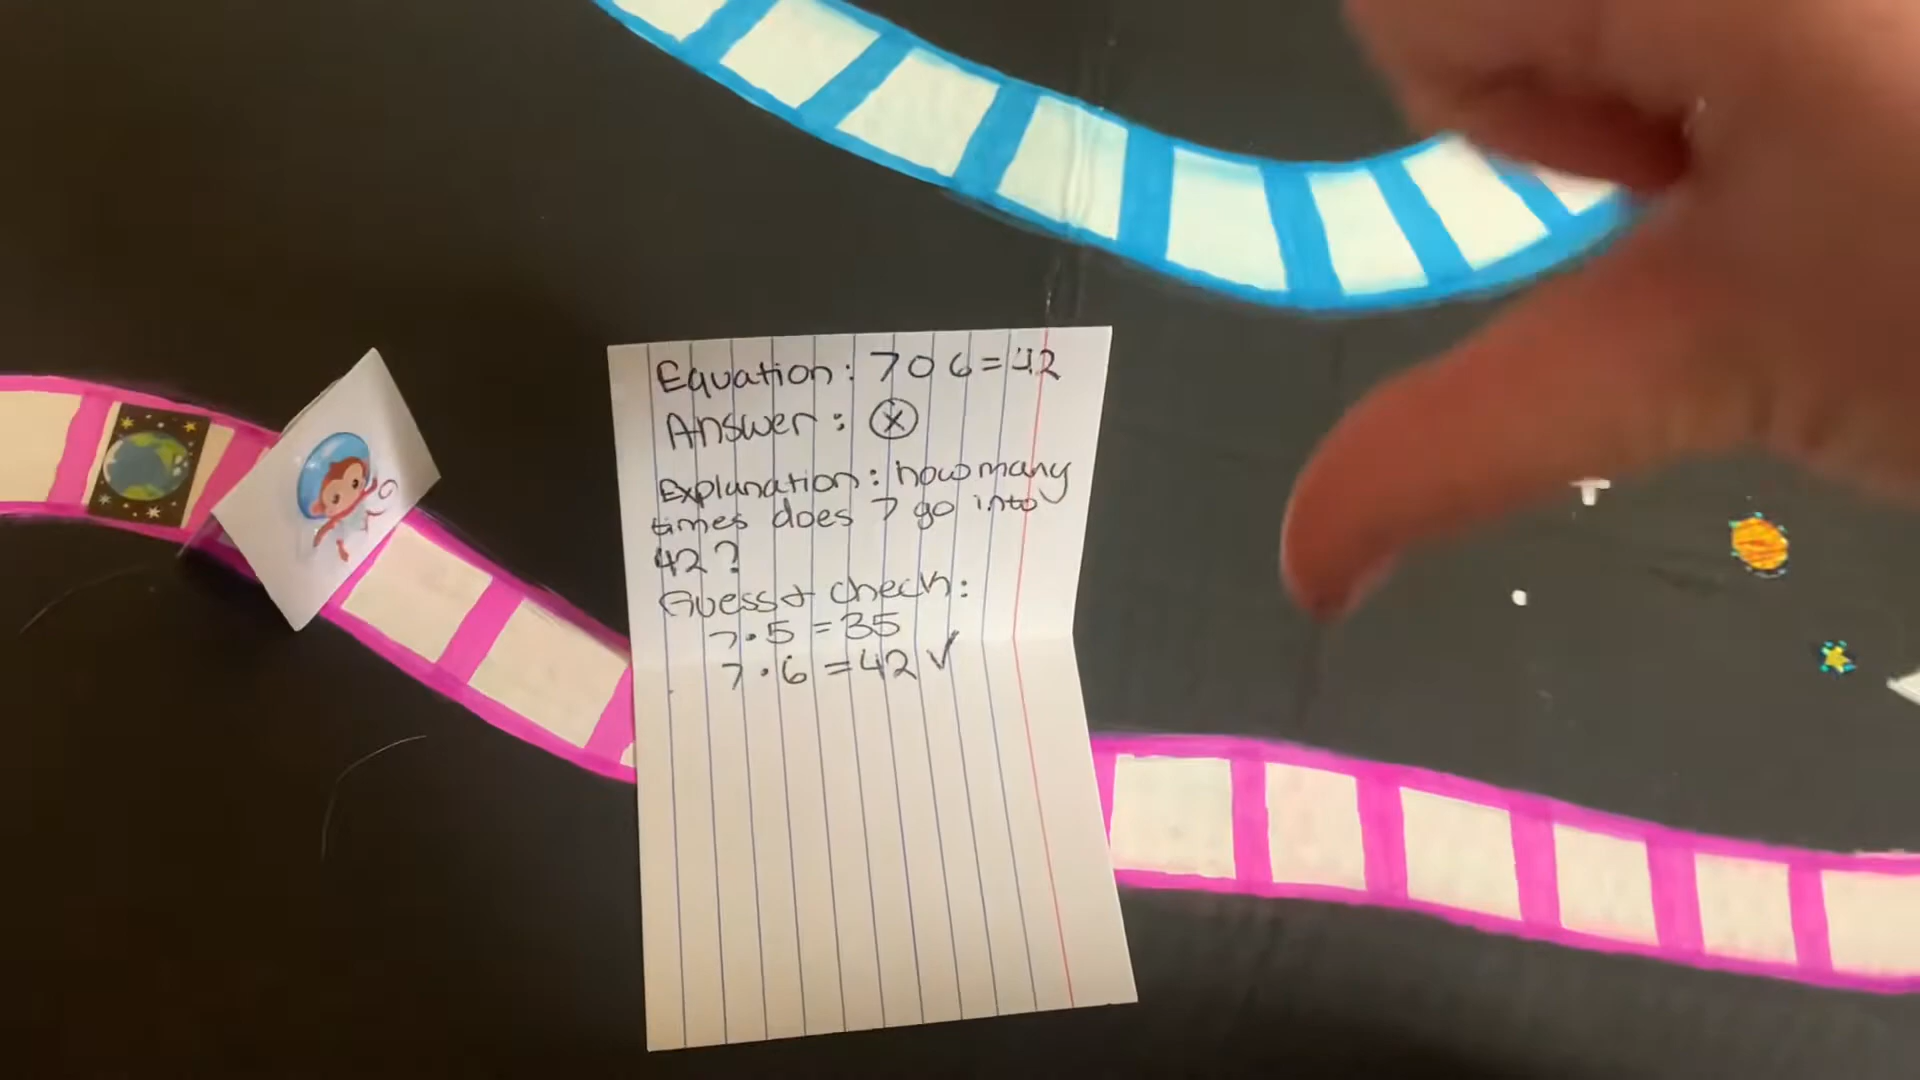 Equation: 7 O 6 = 42
Answer: ⓧ
Explanation: how many
times does 7 go into
42?
Guess + check:
7 · 5 = 35
7 · 6 = 42 ✓